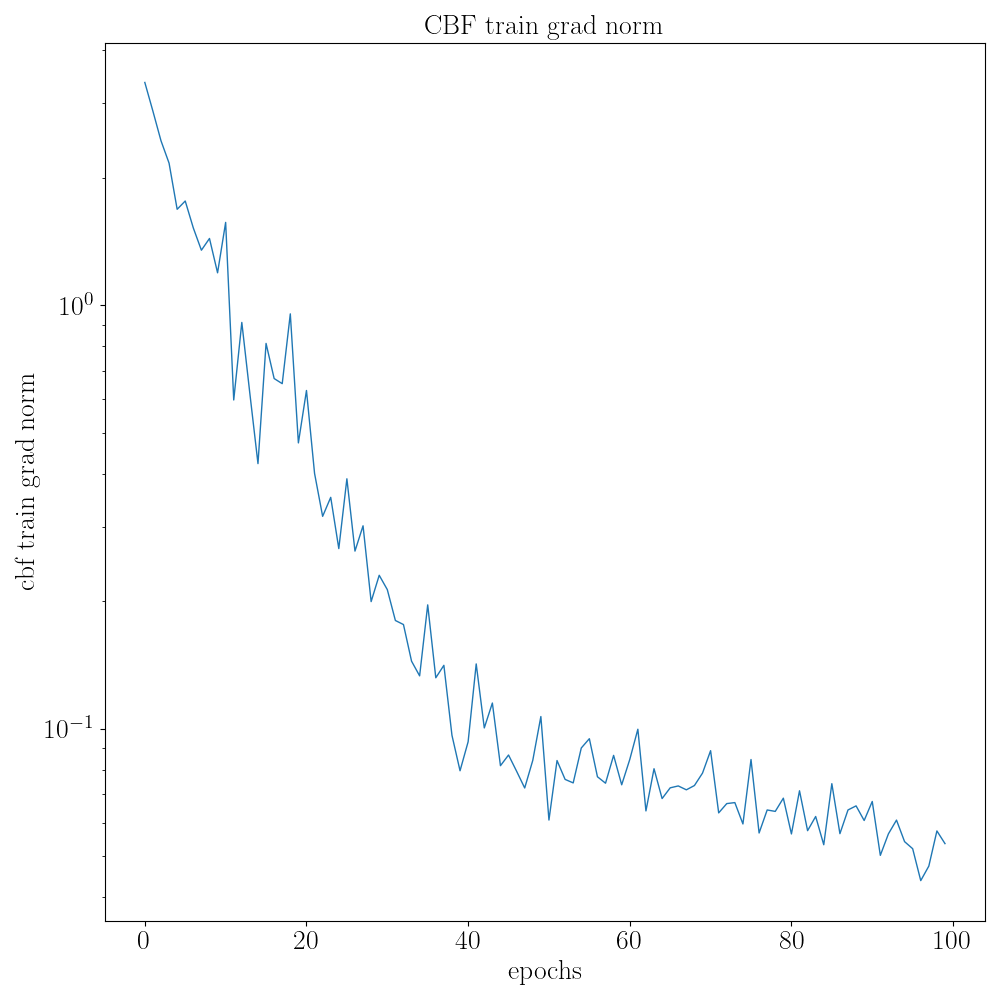 CBF train grad norm
cbf train grad norm
10^0
10^{-1}
0 20 40 60 80 100
epochs